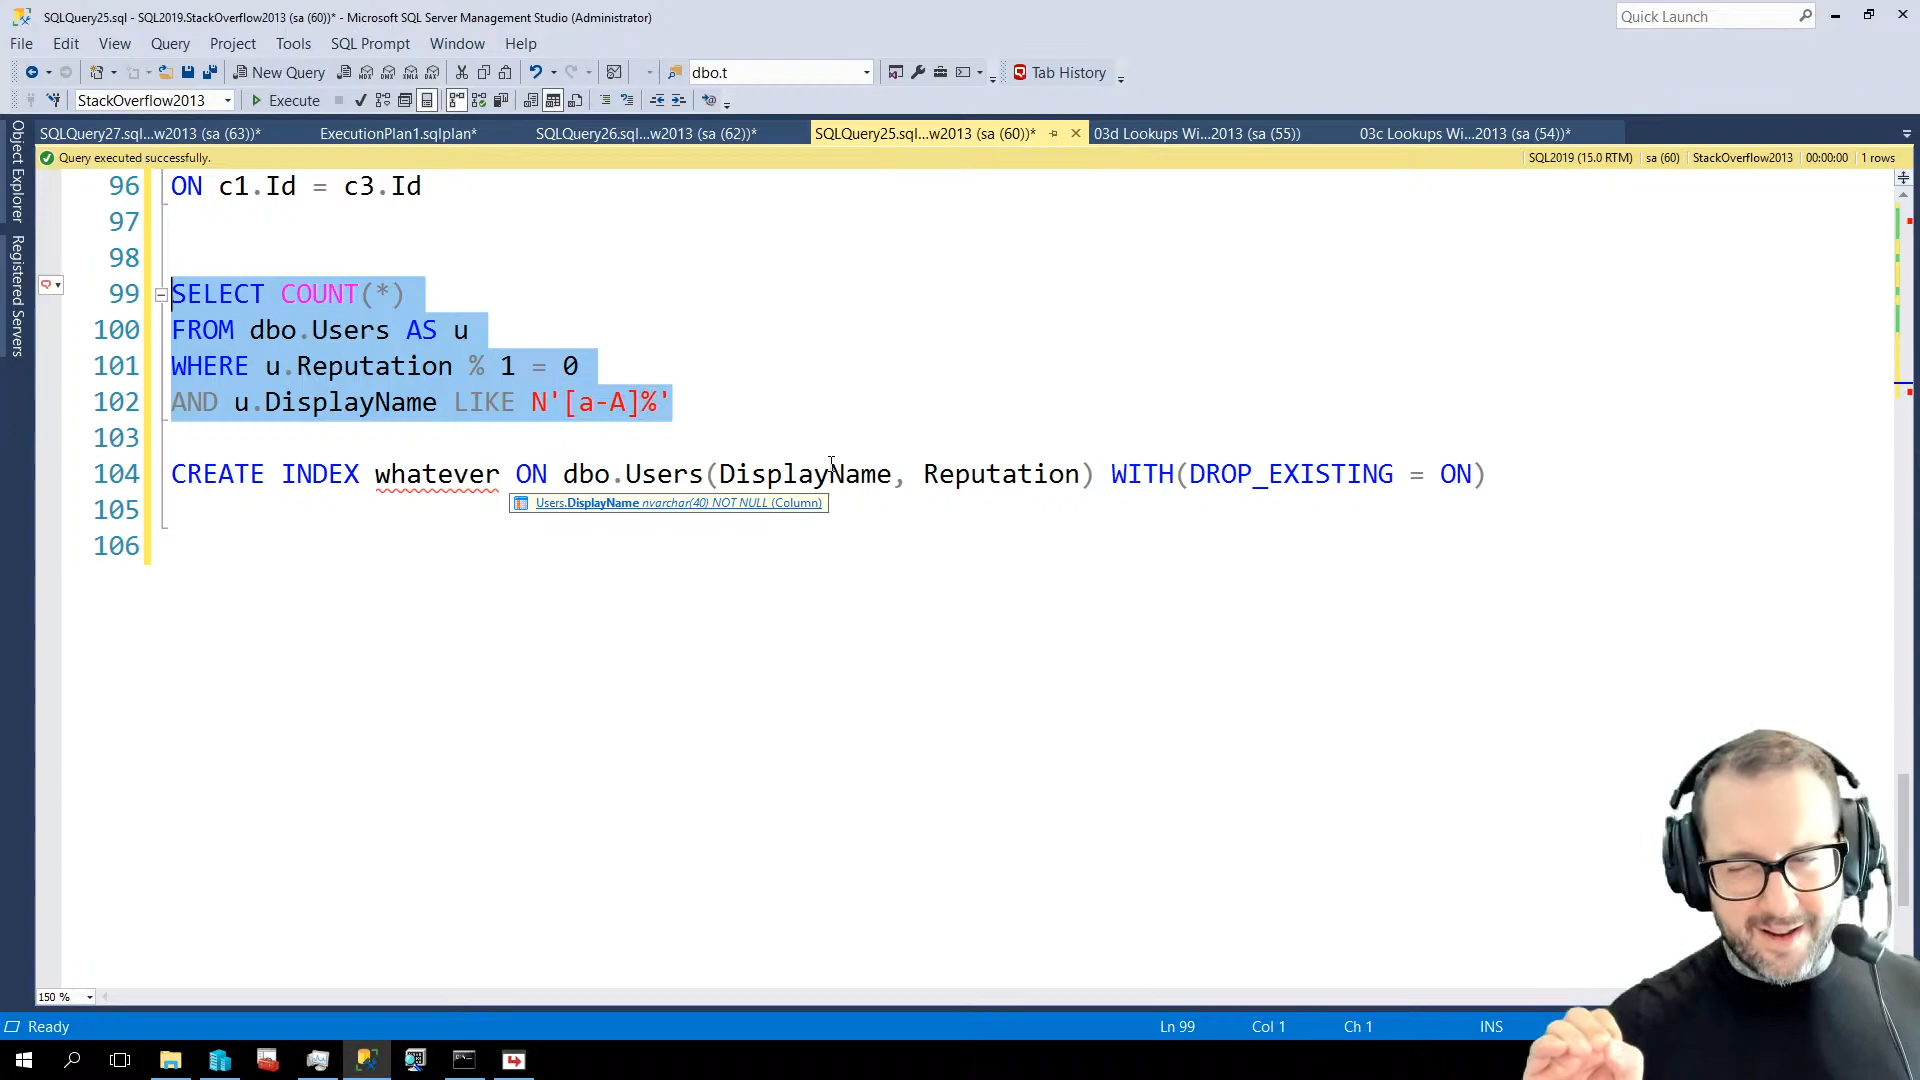 SQLQuery25.sql - SQL2019.StackOverflow2013 (sa (60))* - Microsoft SQL Server Management Studio (Administrator)
Quick Launch
File Edit View Query Project Tools SQL Prompt Window Help
New Query
dbo.t
Tab History
StackOverflow2013
Execute
SQLQuery27.sql...w2013 (sa (63))* ExecutionPlan1.sqlplan* SQLQuery26.sql...w2013 (sa (62))* SQLQuery25.sql...w2013 (sa (60))* 03d Lookups Wi...2013 (sa (55)) 03c Lookups Wi...2013 (sa (54))*
Query executed successfully.
SQL2019 (15.0 RTM) sa (60) StackOverflow2013 00:00:00 1 rows
Object Explorer
Registered Servers
96 ON c1.Id = c3.Id
97
98
99 SELECT COUNT(*)
100 FROM dbo.Users AS u
101 WHERE u.Reputation % 1 = 0
102 AND u.DisplayName LIKE N'[a-A]%'
103
104 CREATE INDEX whatever ON dbo.Users(DisplayName, Reputation) WITH(DROP_EXISTING = ON)
Users.DisplayName nvarchar(40) NOT NULL (Column)
105
106
150 %
Ready
Ln 99 Col 1 Ch 1 INS